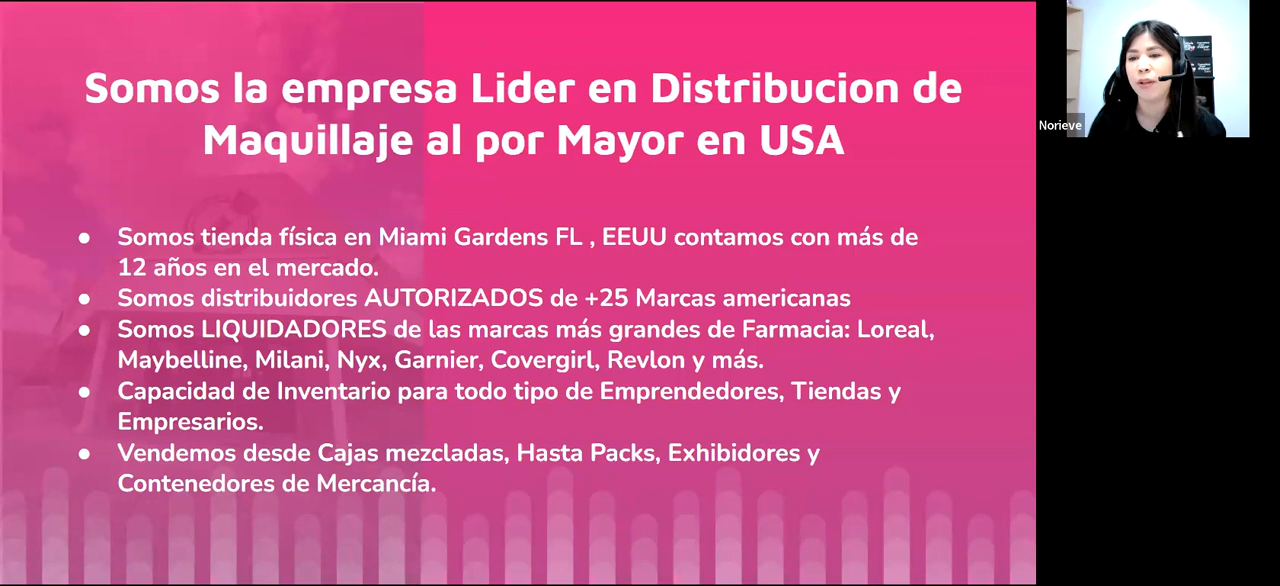 Somos la empresa Lider en Distribucion de
Maquillaje al por Mayor en USA
● Somos tienda física en Miami Gardens FL , EEUU contamos con más de
12 años en el mercado.
● Somos distribuidores AUTORIZADOS de +25 Marcas americanas
● Somos LIQUIDADORES de las marcas más grandes de Farmacia: Loreal,
Maybelline, Milani, Nyx, Garnier, Covergirl, Revlon y más.
● Capacidad de Inventario para todo tipo de Emprendedores, Tiendas y
Empresarios.
● Vendemos desde Cajas mezcladas, Hasta Packs, Exhibidores y
Contenedores de Mercancía.
Norieve